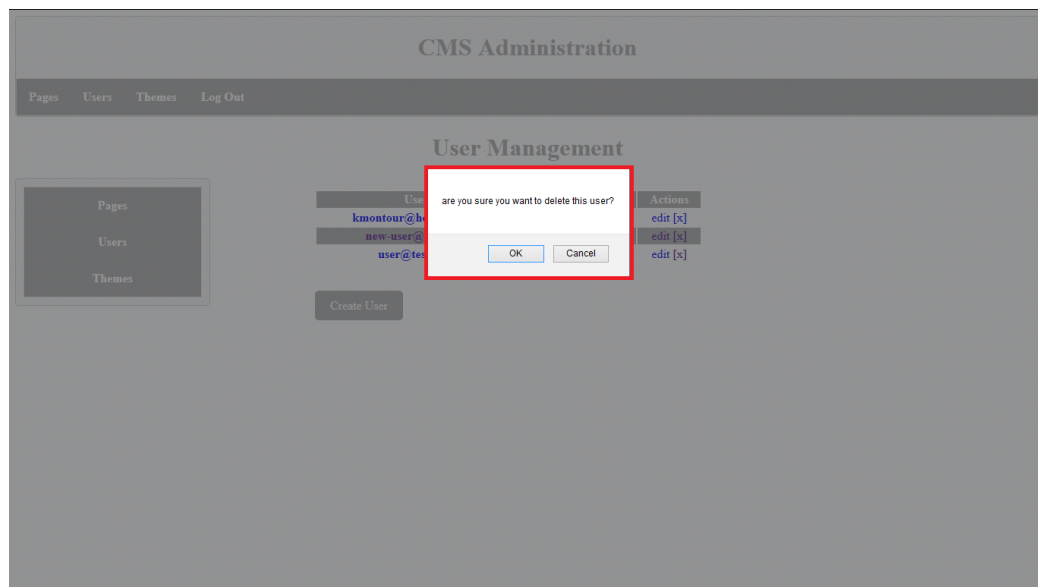 CMS Administration
Pages Users Themes Log Out
User Management
Pages
Users
Themes
Actions
kmontour@ edit [x]
new-user@ edit [x]
user@tes edit [x]
are you sure you want to delete this user?
OK Cancel
Create User